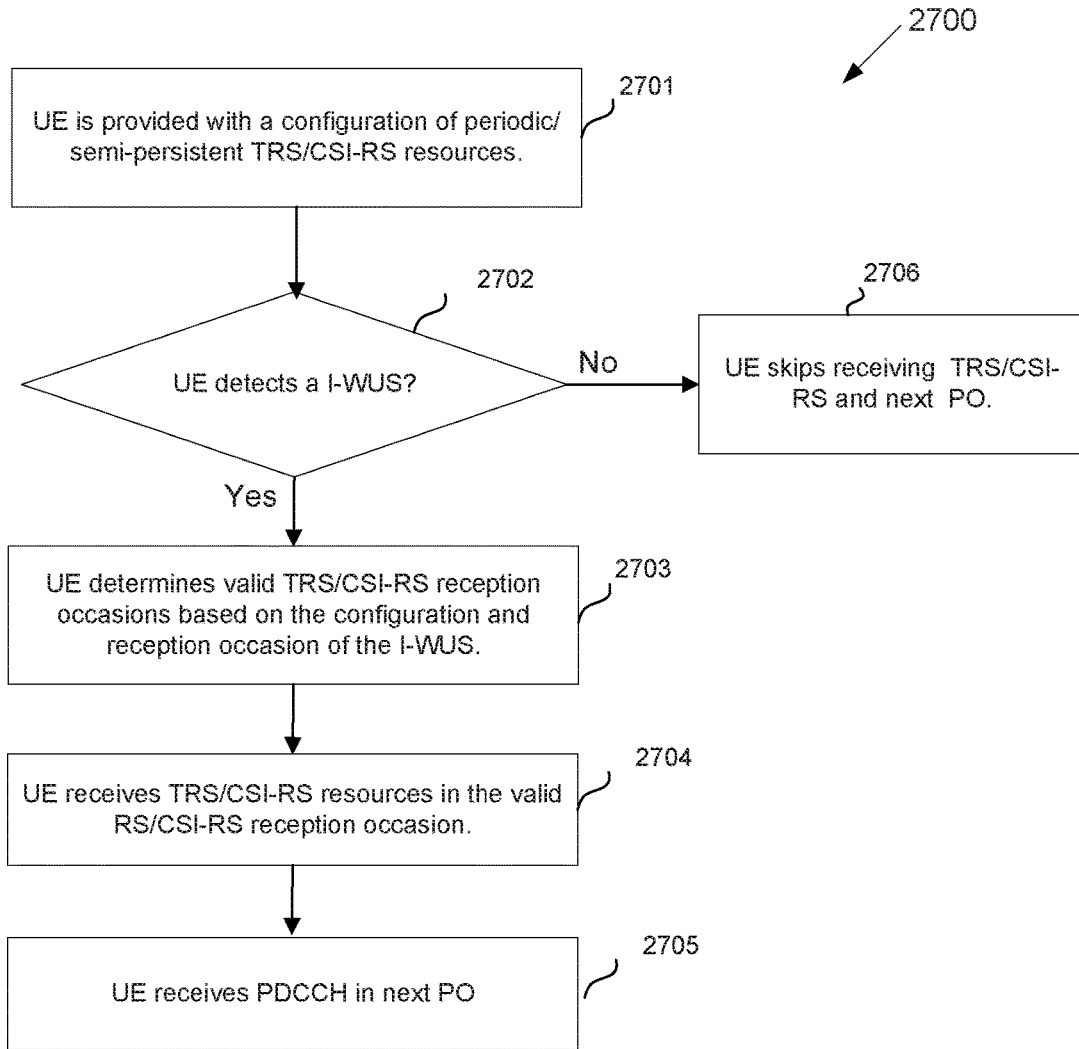 2700
2701
UE is provided with a configuration of periodic/
semi-persistent TRS/CSI-RS resources.
2702
UE detects a I-WUS?
No
2706
UE skips receiving TRS/CSI-
RS and next PO.
Yes
2703
UE determines valid TRS/CSI-RS reception
occasions based on the configuration and
reception occasion of the I-WUS.
2704
UE receives TRS/CSI-RS resources in the valid
RS/CSI-RS reception occasion.
2705
UE receives PDCCH in next PO